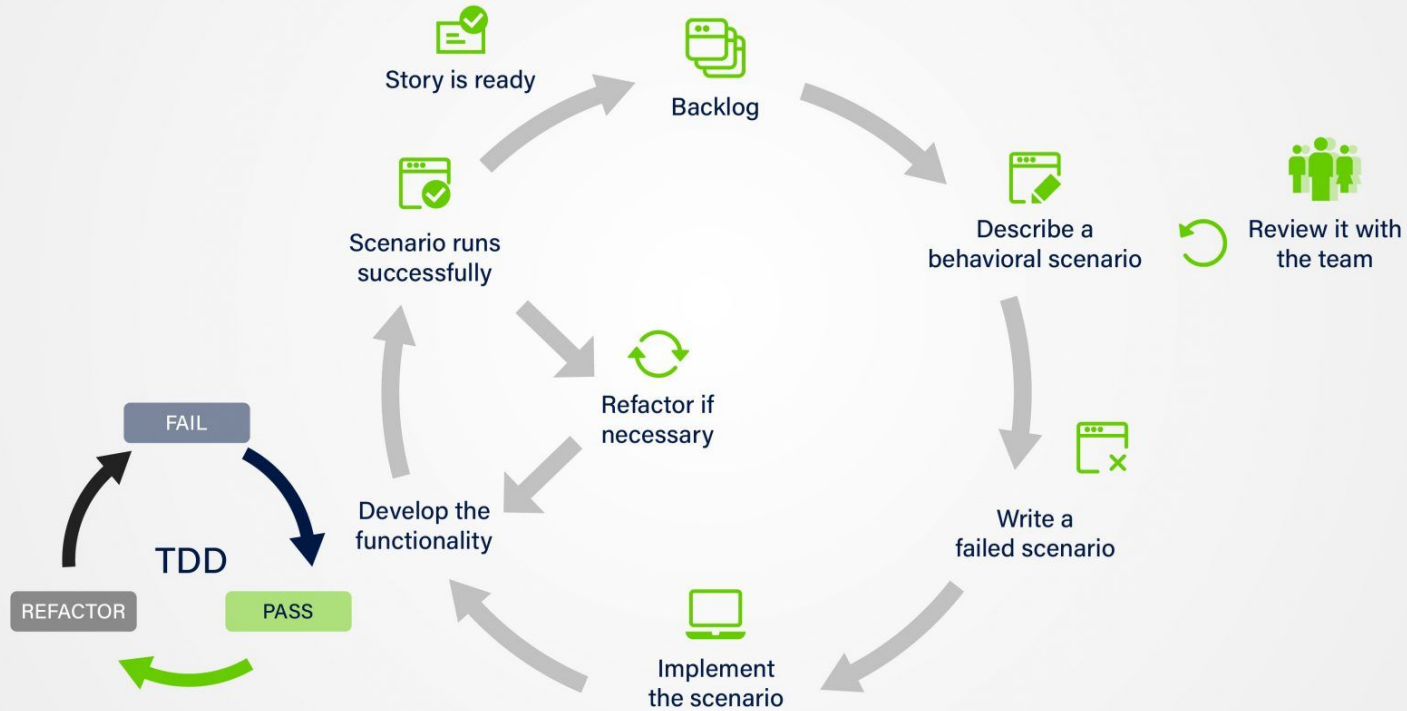 Story is ready
Backlog
Scenario runs
successfully
Describe a
behavioral scenario
Review it with
the team
Refactor if
necessary
FAIL
Develop the
functionality
Write a
failed scenario
TDD
REFACTOR
PASS
Implement
the scenario